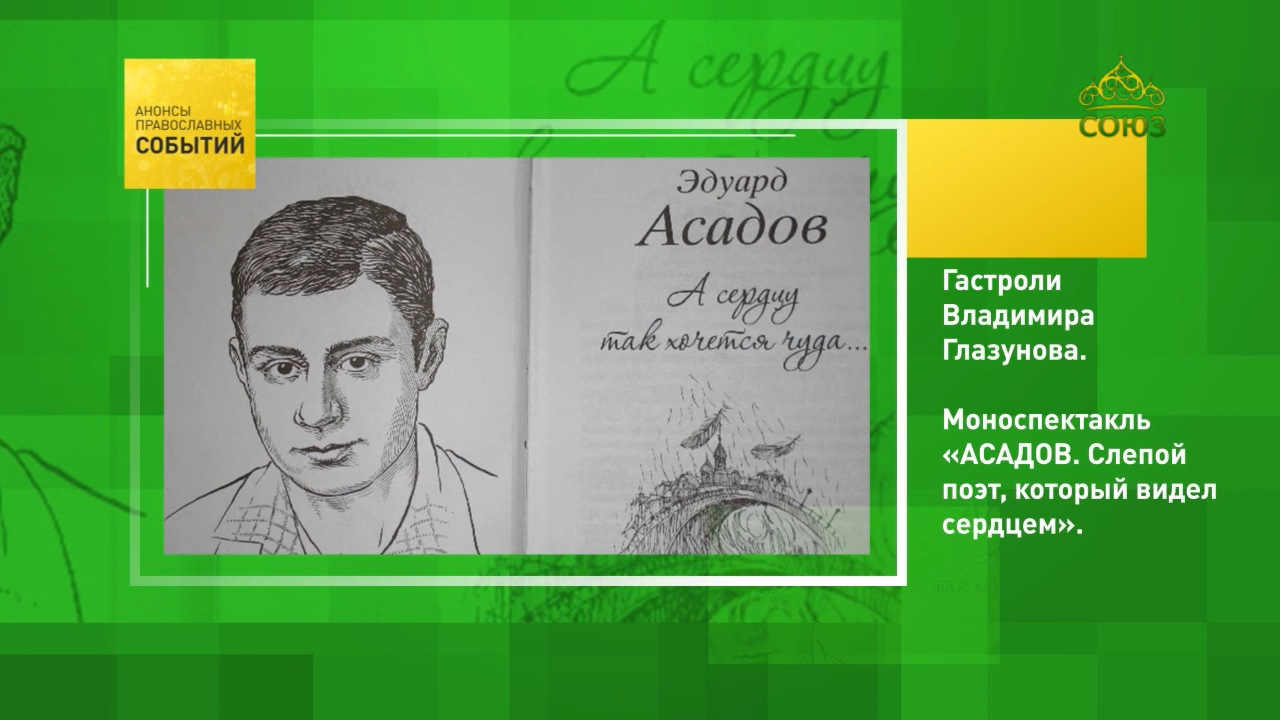 А сердцу
АНОНСЫ
ПРАВОСЛАВНЫХ
СОБЫТИЙ
СОЮЗ
Эдуард
Асадов
А сердцу
так хочется чуда...
Гастроли
Владимира
Глазунова.
Моноспектакль
«АСАДОВ. Слепой
поэт, который видел
сердцем».